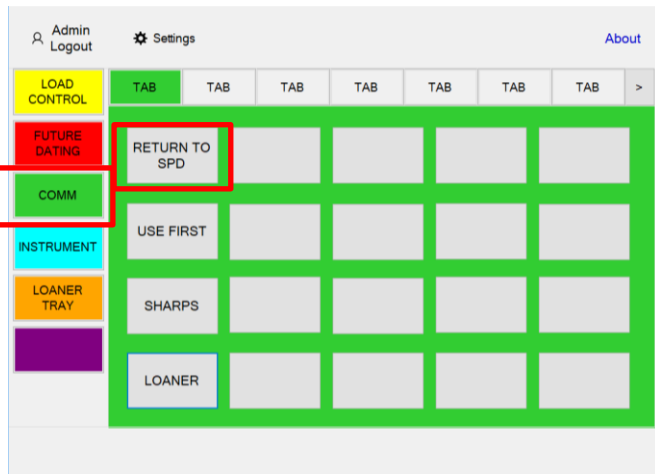 Admin
Logout
Settings
About
LOAD
CONTROL
TAB TAB TAB TAB TAB TAB TAB >
FUTURE
DATING
RETURN TO
SPD
COMM
USE FIRST
INSTRUMENT
LOANER
TRAY
SHARPS
LOANER